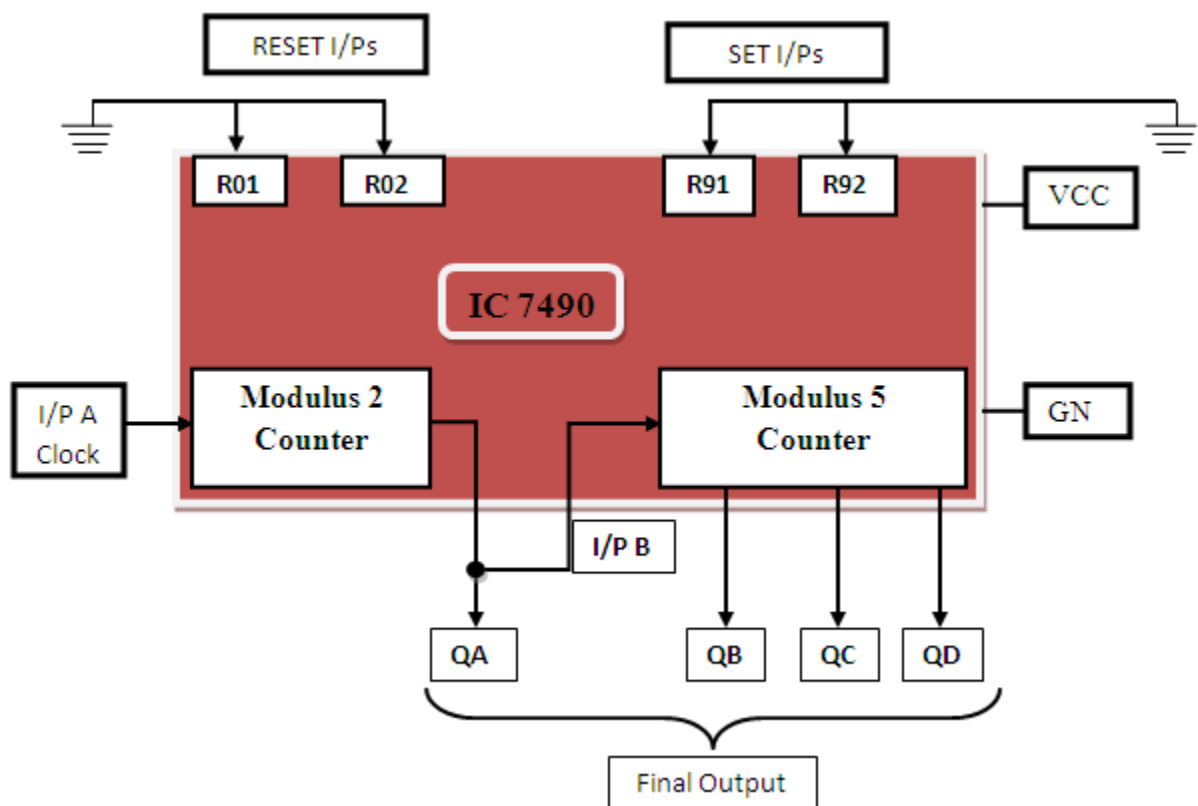 RESET I/Ps
SET I/Ps
R01
R02
R91
R92
VCC
IC 7490
I/P A
Clock
Modulus 2
Counter
Modulus 5
Counter
GN
I/P B
QA
QB
QC
QD
Final Output